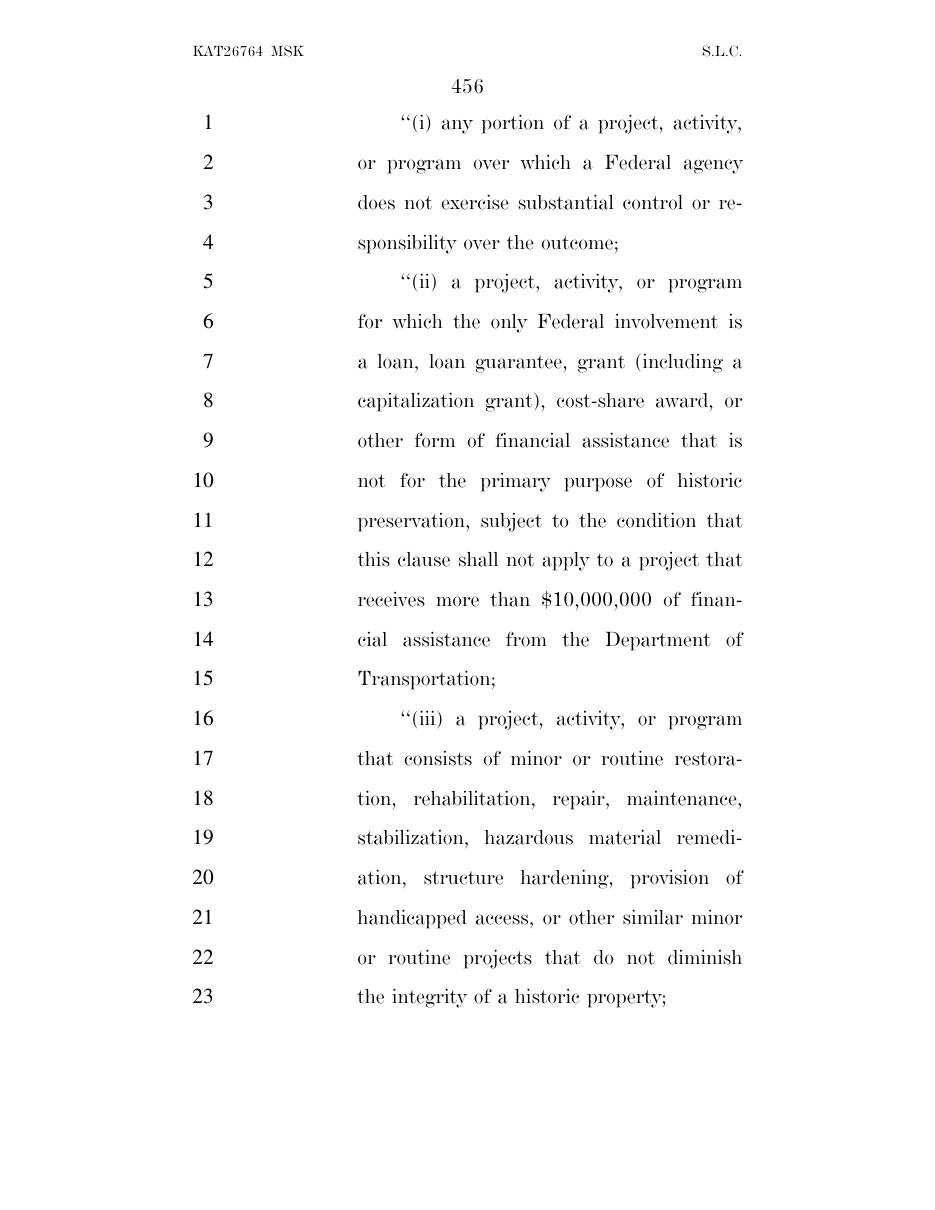 KAT26764 MSK S.L.C.
456
1 ‘‘(i) any portion of a project, activity,
2 or program over which a Federal agency
3 does not exercise substantial control or re-
4 sponsibility over the outcome;
5 ‘‘(ii) a project, activity, or program
6 for which the only Federal involvement is
7 a loan, loan guarantee, grant (including a
8 capitalization grant), cost-share award, or
9 other form of financial assistance that is
10 not for the primary purpose of historic
11 preservation, subject to the condition that
12 this clause shall not apply to a project that
13 receives more than $10,000,000 of finan-
14 cial assistance from the Department of
15 Transportation;
16 ‘‘(iii) a project, activity, or program
17 that consists of minor or routine restora-
18 tion, rehabilitation, repair, maintenance,
19 stabilization, hazardous material remedi-
20 ation, structure hardening, provision of
21 handicapped access, or other similar minor
22 or routine projects that do not diminish
23 the integrity of a historic property;